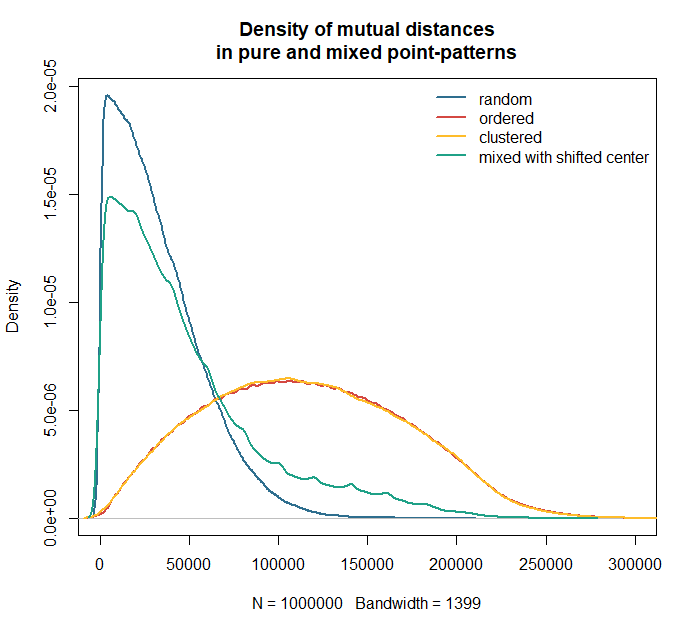 Density of mutual distances
in pure and mixed point-patterns
random
ordered
clustered
mixed with shifted center
Density
0.0e+00
5.0e-06
1.0e-05
1.5e-05
2.0e-05
0
50000
100000
150000
200000
250000
300000
N = 1000000 Bandwidth = 1399